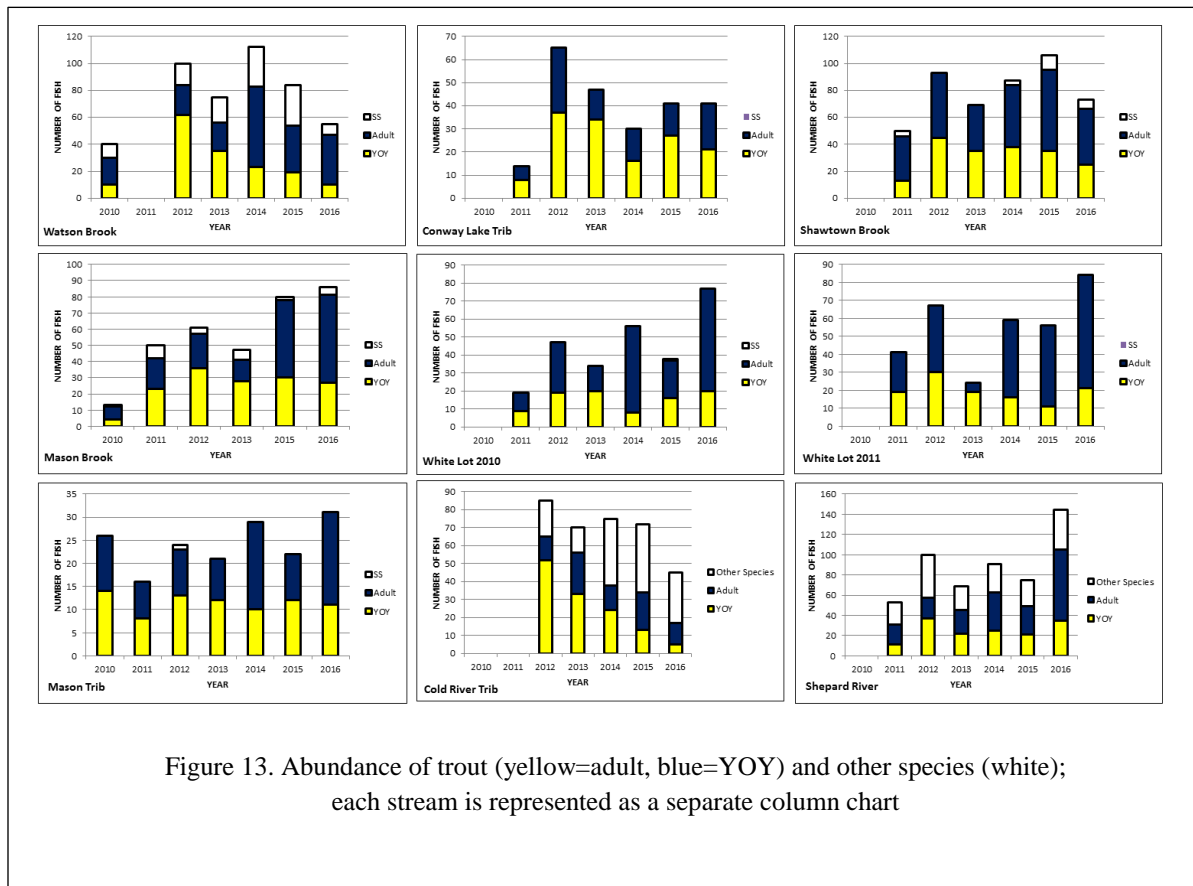 120
100
80
60
40
20
0
NUMBER OF FISH
SS
Adult
YOY
2010 2011 2012 2013 2014 2015 2016
YEAR
Watson Brook
70
60
50
40
30
20
10
0
NUMBER OF FISH
SS
Adult
YOY
2010 2011 2012 2013 2014 2015 2016
YEAR
Conway Lake Trib
120
100
80
60
40
20
0
NUMBER OF FISH
SS
Adult
YOY
2010 2011 2012 2013 2014 2015 2016
YEAR
Shawtown Brook
100
90
80
70
60
50
40
30
20
10
0
NUMBER OF FISH
SS
Adult
YOY
2010 2011 2012 2013 2015 2016
YEAR
Mason Brook
90
80
70
60
50
40
30
20
10
0
NUMBER OF FISH
SS
Adult
YOY
2010 2011 2012 2013 2014 2015 2016
YEAR
White Lot 2010
90
80
70
60
50
40
30
20
10
0
NUMBER OF FISH
SS
Adult
YOY
2010 2011 2012 2013 2014 2015 2016
YEAR
White Lot 2011
35
30
25
20
15
10
5
0
NUMBER OF FISH
SS
Adult
YOY
2010 2011 2012 2013 2014 2015 2016
YEAR
Mason Trib
90
80
70
60
50
40
30
20
10
0
NUMBER OF FISH
Other Species
Adult
YOY
2010 2011 2012 2013 2014 2015 2016
YEAR
Cold River Trib
160
140
120
100
80
60
40
20
0
NUMBER OF FISH
Other Species
Adult
YOY
2010 2011 2012 2013 2014 2015 2016
YEAR
Shepard River
Figure 13. Abundance of trout (yellow=adult, blue=YOY) and other species (white);
each stream is represented as a separate column chart